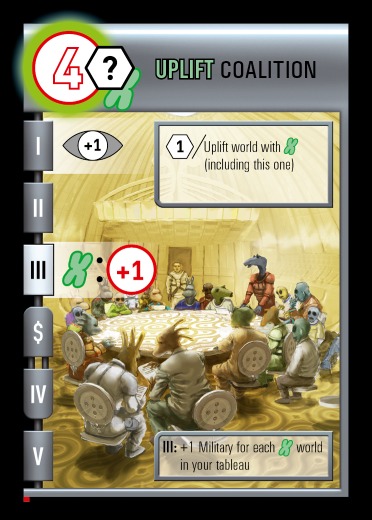 4 ? UPLIFT COALITION
I +1
1 / Uplift world with
(including this one)
II
III : +1
$
IV
V
III: +1 Military for each world
in your tableau